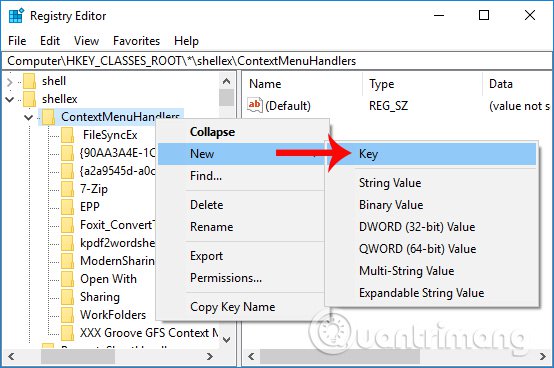 Registry Editor
File Edit View Favorites Help
Computer\HKEY_CLASSES_ROOT\*\shellex\ContextMenuHandlers
shell
shellex
ContextMenuHandlers
FileSyncEx
{90AA3A4E-1C
{a2a9545d-a0c
7-Zip
EPP
Foxit_ConvertT
kpdf2wordshe
ModernSharing
Open With
Sharing
WorkFolders
XXX Groove GFS Context M
Name Type Data
ab (Default) REG_SZ (value not s
Collapse
New
Find...
Delete
Rename
Export
Permissions...
Copy Key Name
Key
String Value
Binary Value
DWORD (32-bit) Value
QWORD (64-bit) Value
Multi-String Value
Expandable String Value
Quantrimang